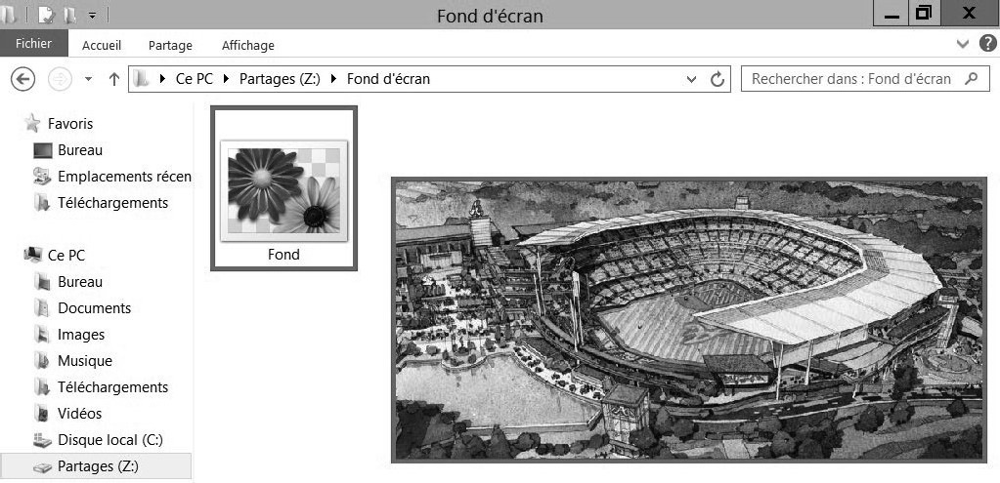 Fond d'écran
Fichier Accueil Partage Affichage
Ce PC Partages (Z:) Fond d'écran
Rechercher dans : Fond d'écran
Favoris
Bureau
Emplacements récen
Téléchargements
Ce PC
Bureau
Documents
Images
Musique
Téléchargements
Vidéos
Disque local (C:)
Partages (Z:)
Fond